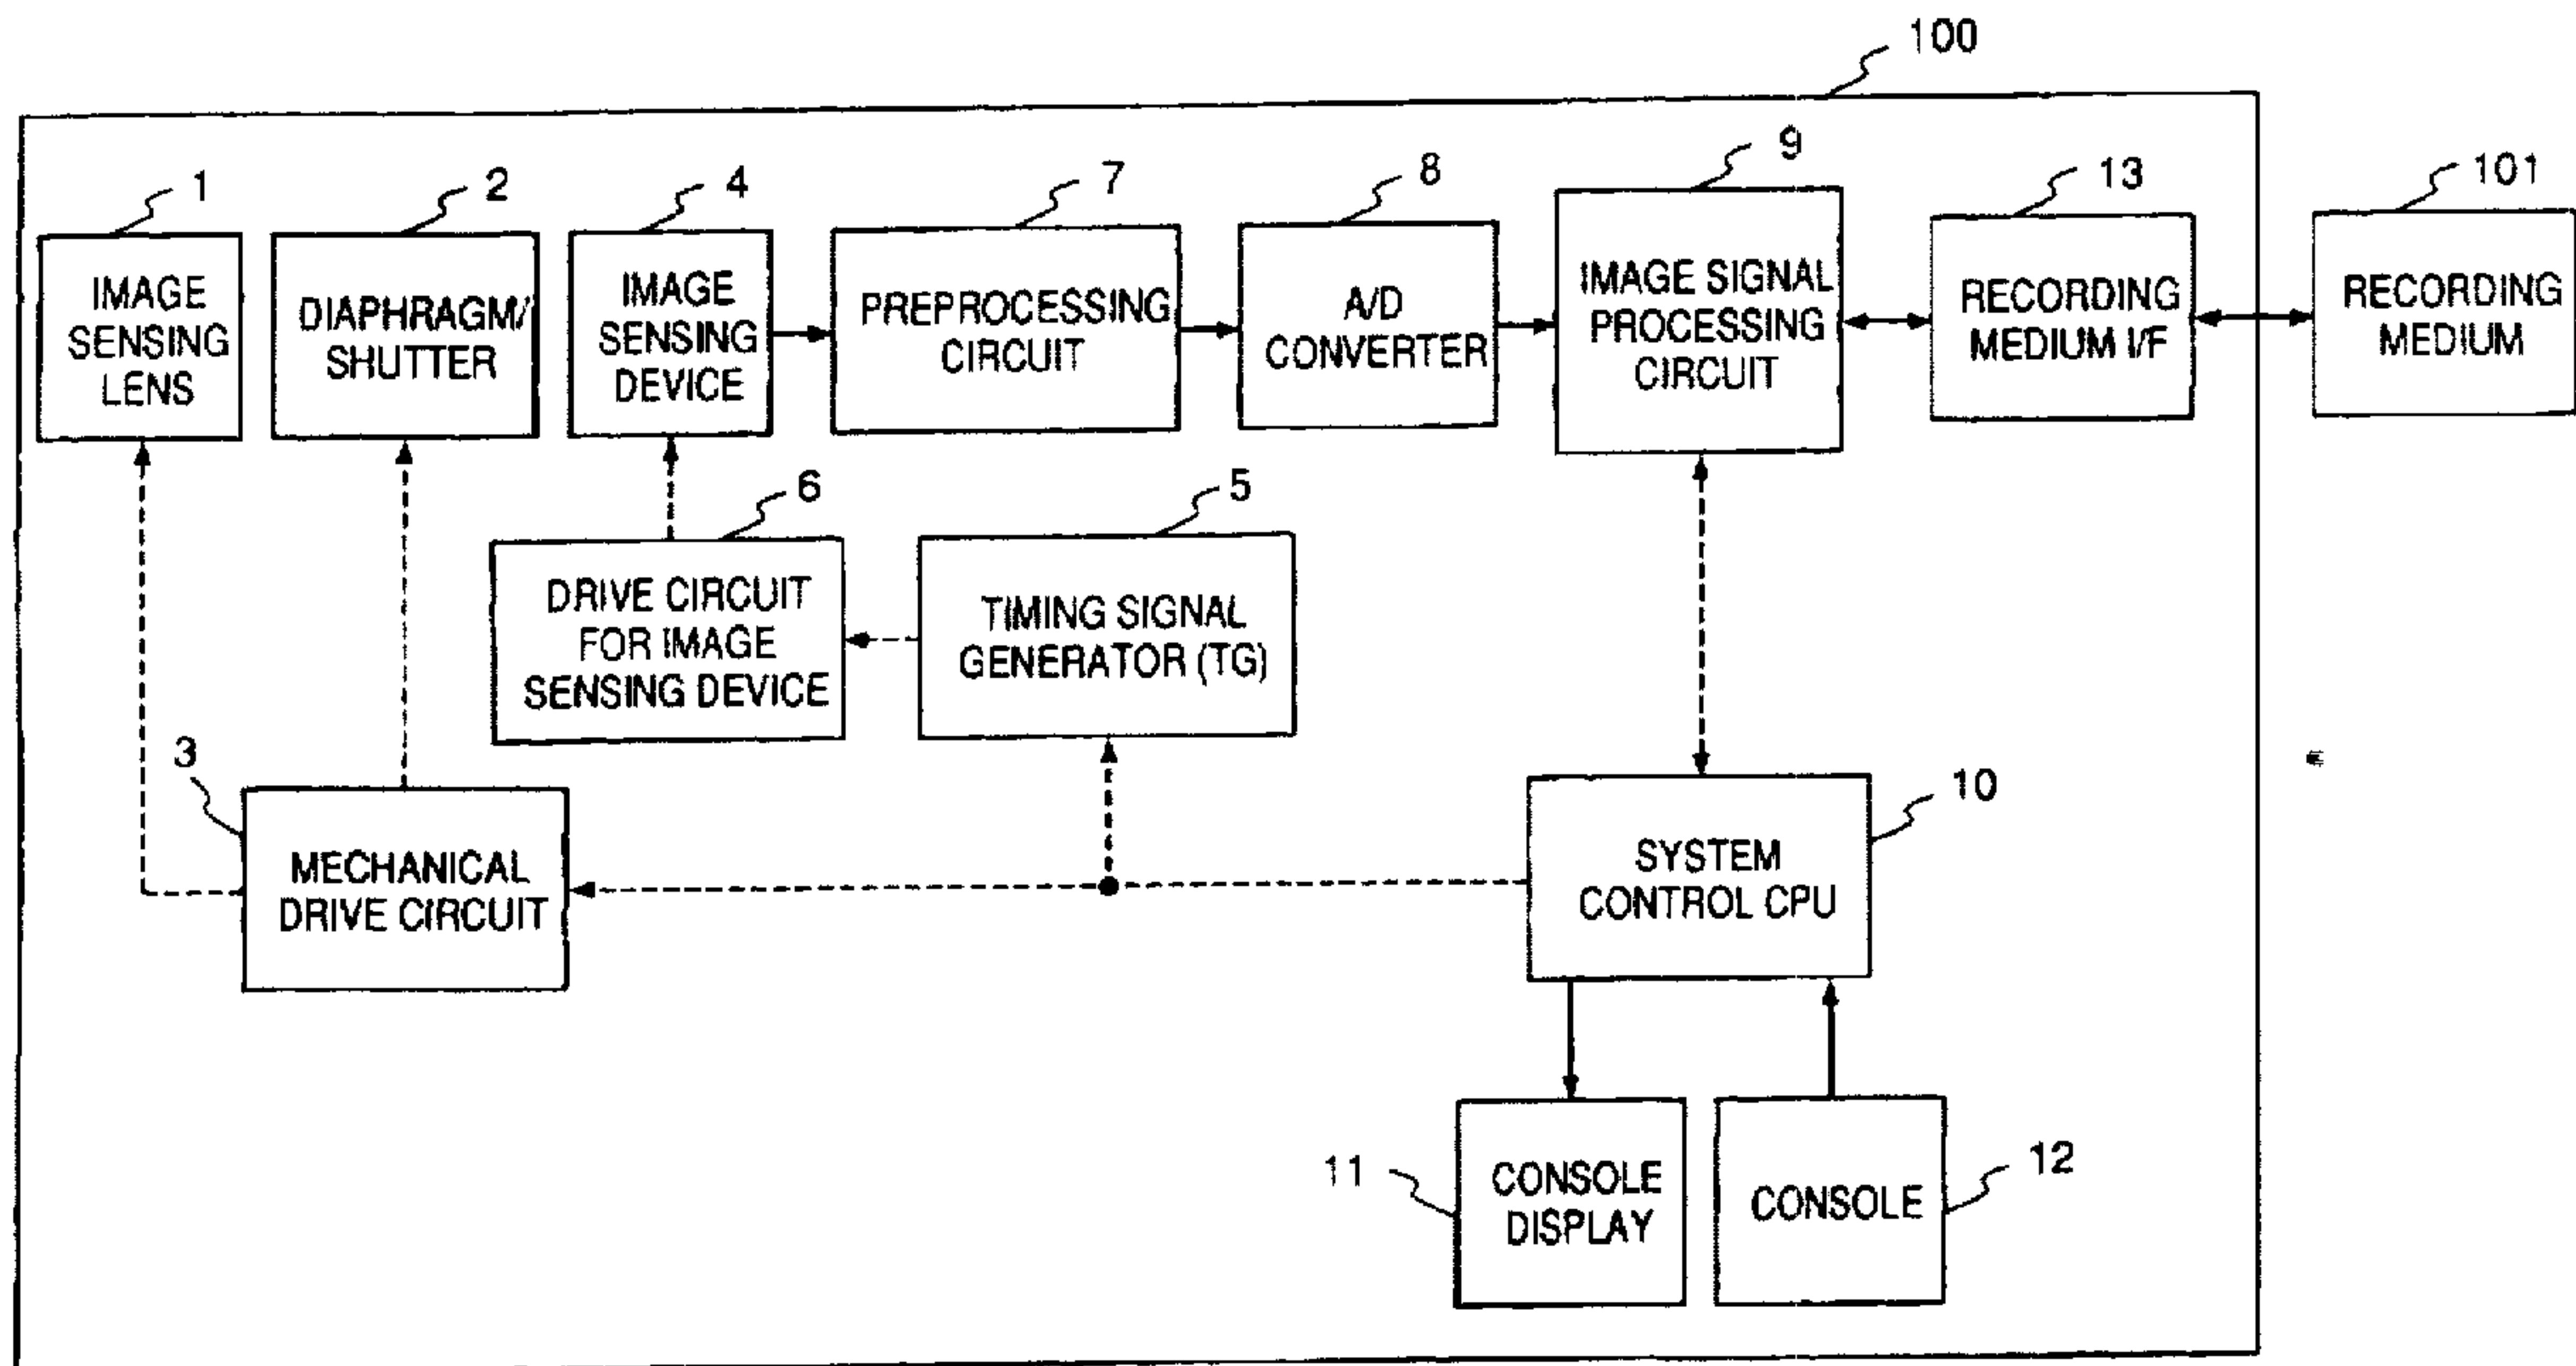 100
1
2
4
7
8
9
13
101
IMAGE
SENSING
LENS
DIAPHRAGM/
SHUTTER
IMAGE
SENSING
DEVICE
PREPROCESSING
CIRCUIT
A/D
CONVERTER
IMAGE SIGNAL
PROCESSING
CIRCUIT
RECORDING
MEDIUM I/F
RECORDING
MEDIUM
6
5
DRIVE CIRCUIT
FOR IMAGE
SENSING DEVICE
TIMING SIGNAL
GENERATOR (TG)
3
10
MECHANICAL
DRIVE CIRCUIT
SYSTEM
CONTROL CPU
11
12
CONSOLE
DISPLAY
CONSOLE